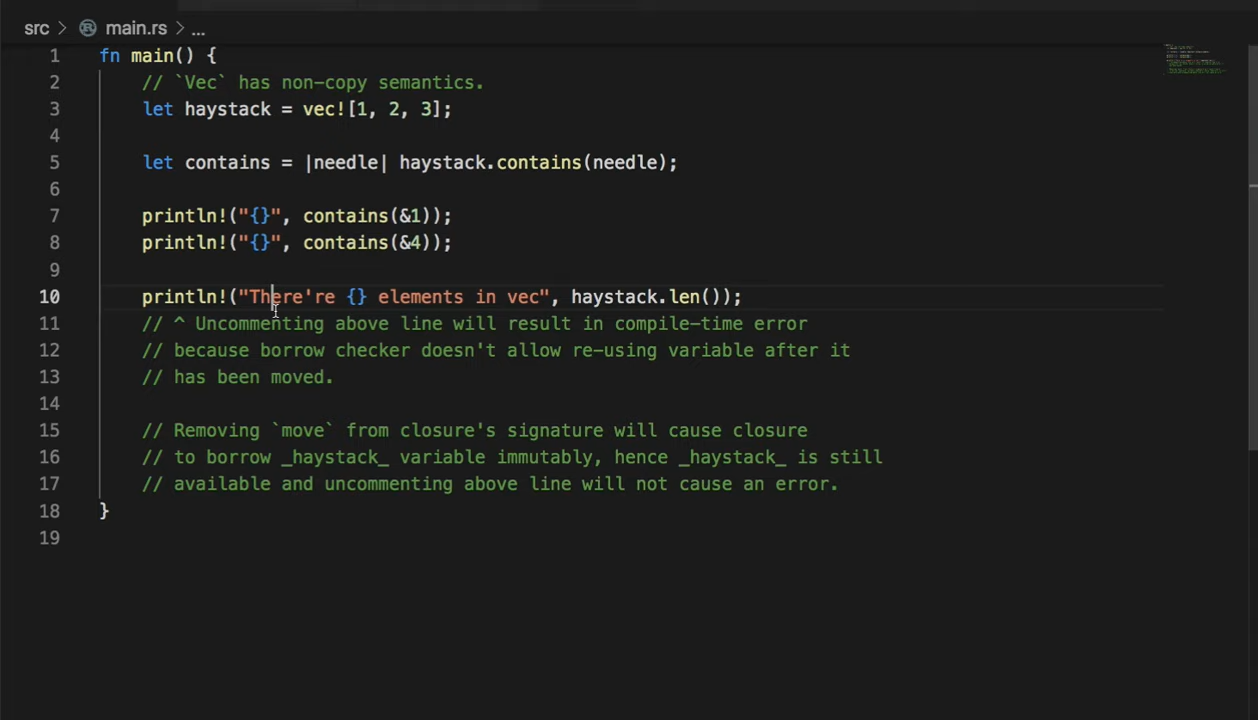 src > main.rs > ...
1 fn main() {
2 // `Vec` has non-copy semantics.
3 let haystack = vec![1, 2, 3];
4
5 let contains = |needle| haystack.contains(needle);
6
7 println!("{}", contains(&1));
8 println!("{}", contains(&4));
9
10 println!("There're {} elements in vec", haystack.len());
11 // ^ Uncommenting above line will result in compile-time error
12 // because borrow checker doesn't allow re-using variable after it
13 // has been moved.
14
15 // Removing `move` from closure's signature will cause closure
16 // to borrow _haystack_ variable immutably, hence _haystack_ is still
17 // available and uncommenting above line will not cause an error.
18 }
19